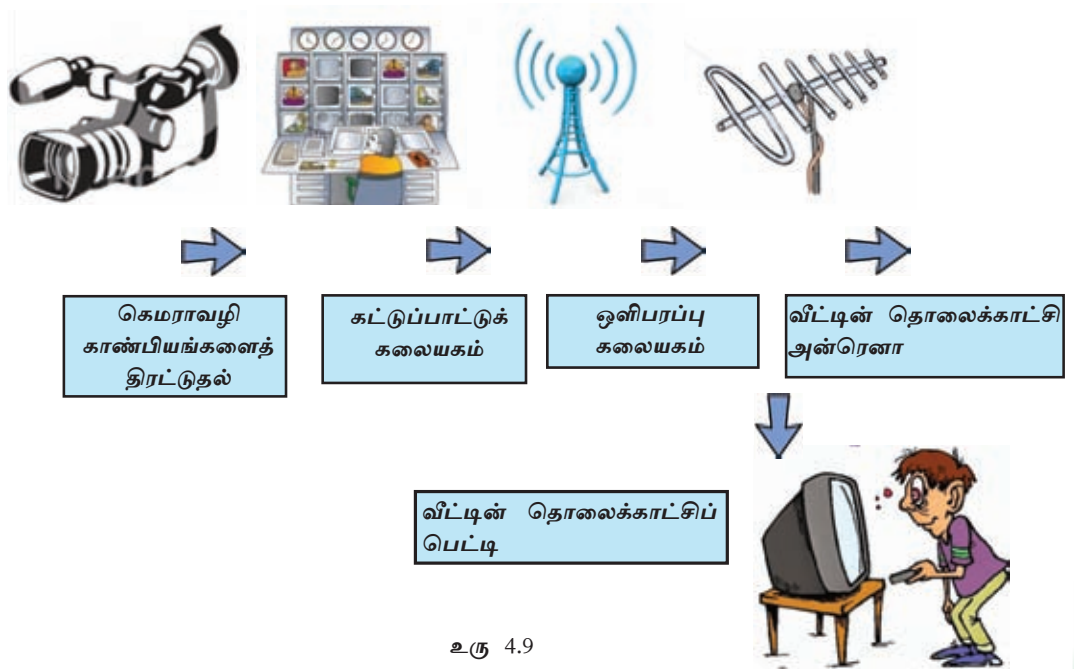 கெமராவழி
காண்பியங்களைத்
திரட்டுதல்
கட்டுப்பாட்டுக்
கலையகம்
ஒளிபரப்பு
கலையகம்
வீட்டின் தொலைக்காட்சி
அன்ரெனா
வீட்டின் தொலைக்காட்சிப்
பெட்டி
உரு 4.9